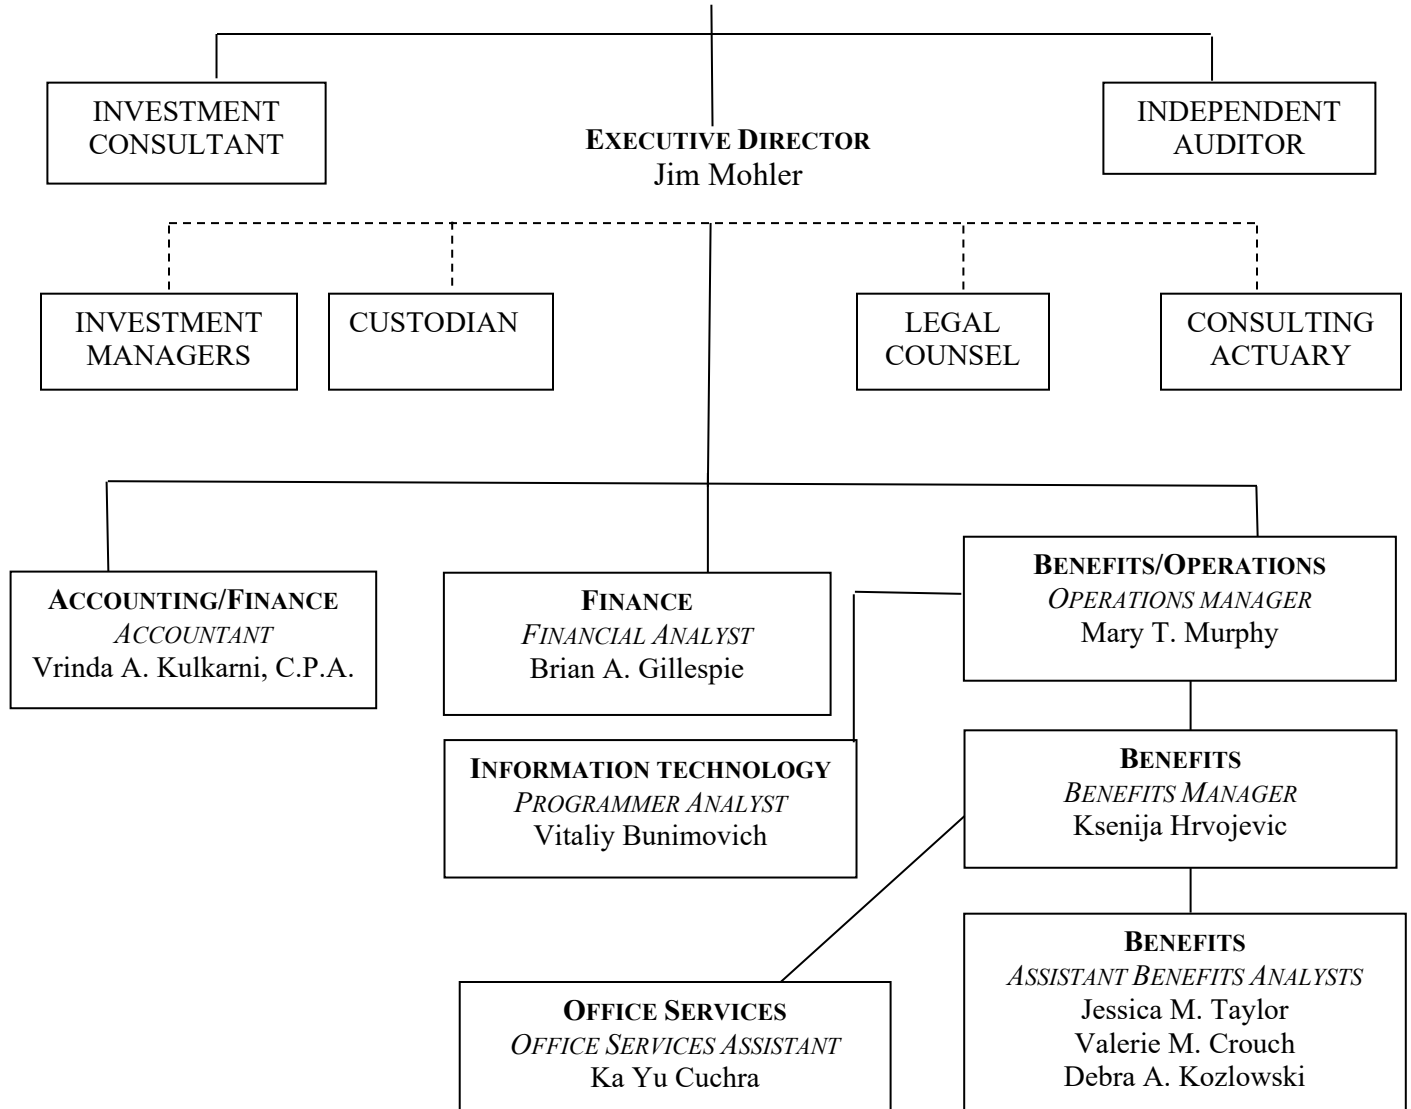 INVESTMENT
CONSULTANT
EXECUTIVE DIRECTOR
Jim Mohler
INDEPENDENT
AUDITOR
INVESTMENT
MANAGERS
CUSTODIAN
LEGAL
COUNSEL
CONSULTING
ACTUARY
ACCOUNTING/FINANCE
ACCOUNTANT
Vrinda A. Kulkarni, C.P.A.
FINANCE
FINANCIAL ANALYST
Brian A. Gillespie
BENEFITS/OPERATIONS
OPERATIONS MANAGER
Mary T. Murphy
INFORMATION TECHNOLOGY
PROGRAMMER ANALYST
Vitaliy Bunimovich
BENEFITS
BENEFITS MANAGER
Ksenija Hrvojevic
OFFICE SERVICES
OFFICE SERVICES ASSISTANT
Ka Yu Cuchra
BENEFITS
ASSISTANT BENEFITS ANALYSTS
Jessica M. Taylor
Valerie M. Crouch
Debra A. Kozlowski